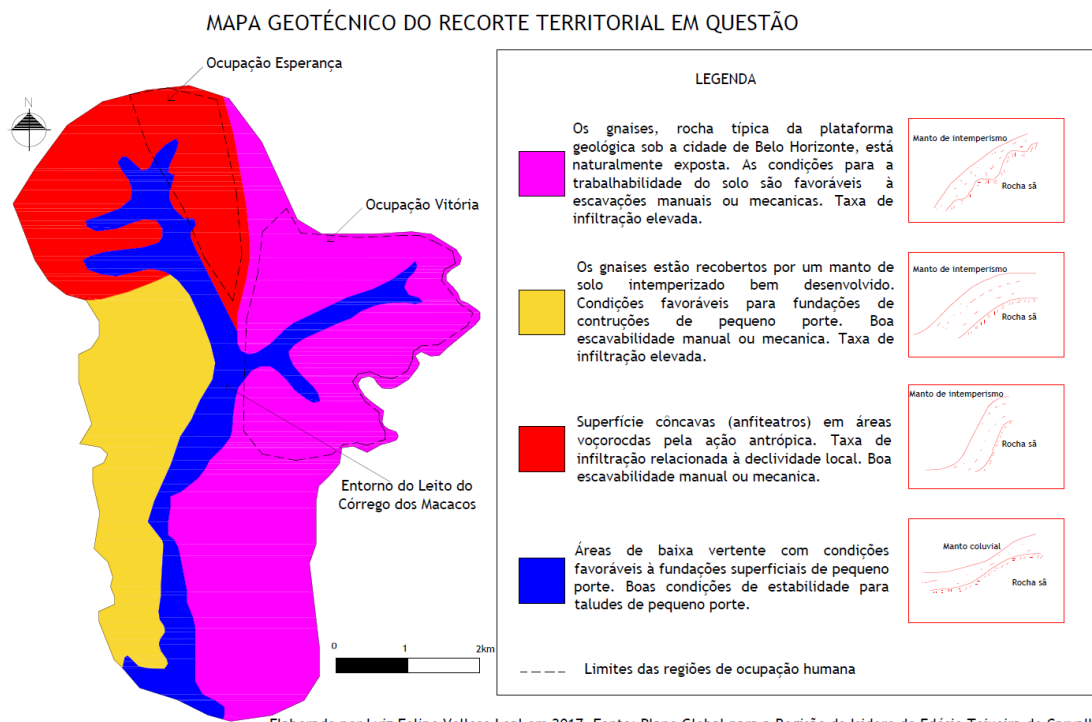 MAPA GEOTÉCNICO DO RECORTE TERRITORIAL EM QUESTÃO
Ocupação Esperança
N
Ocupação Vitória
Entorno do Leito do
Córrego dos Macacos
0 1 2km
LEGENDA
Os gnaises, rocha típica da plataforma
geológica sob a cidade de Belo Horizonte, está
naturalmente exposta. As condições para a
trabalhabilidade do solo são favoráveis à
escavações manuais ou mecanicas. Taxa de
infiltração elevada.
Manto de intemperismo
Rocha sã
Os gnaises estão recobertos por um manto de
solo intemperizado bem desenvolvido.
Condições favoráveis para fundações de
contruções de pequeno porte. Boa
escavabilidade manual ou mecanica. Taxa de
infiltração elevada.
Manto de intemperismo
Rocha sã
Superfície côncavas (anfiteatros) em áreas
voçorocdas pela ação antrópica. Taxa de
infiltração relacionada à declividade local. Boa
escavabilidade manual ou mecanica.
Manto de intemperismo
Rocha sã
Áreas de baixa vertente com condições
favoráveis à fundações superficiais de pequeno
porte. Boas condições de estabilidade para
taludes de pequeno porte.
Manto coluvial
Rocha sã
Limites das regiões de ocupação humana